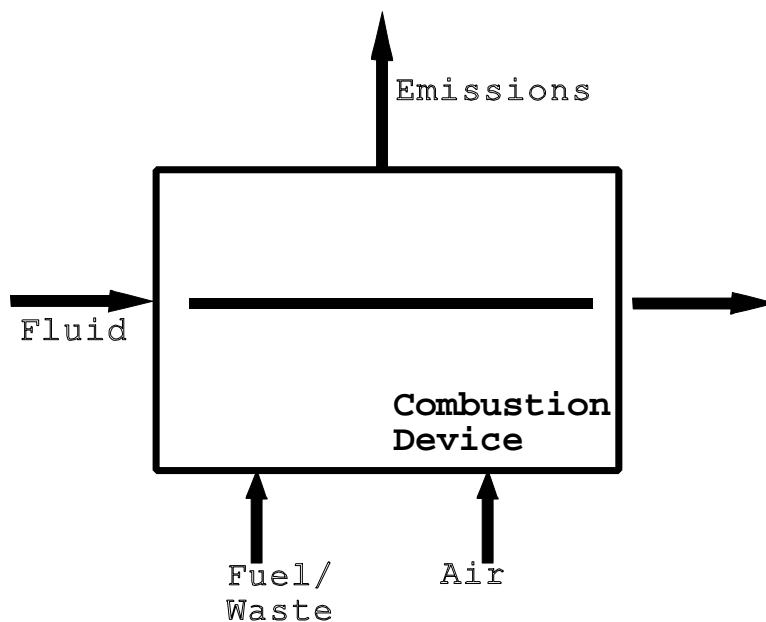 Emissions
Fluid
Combustion
Device
Fuel/
Waste
Air